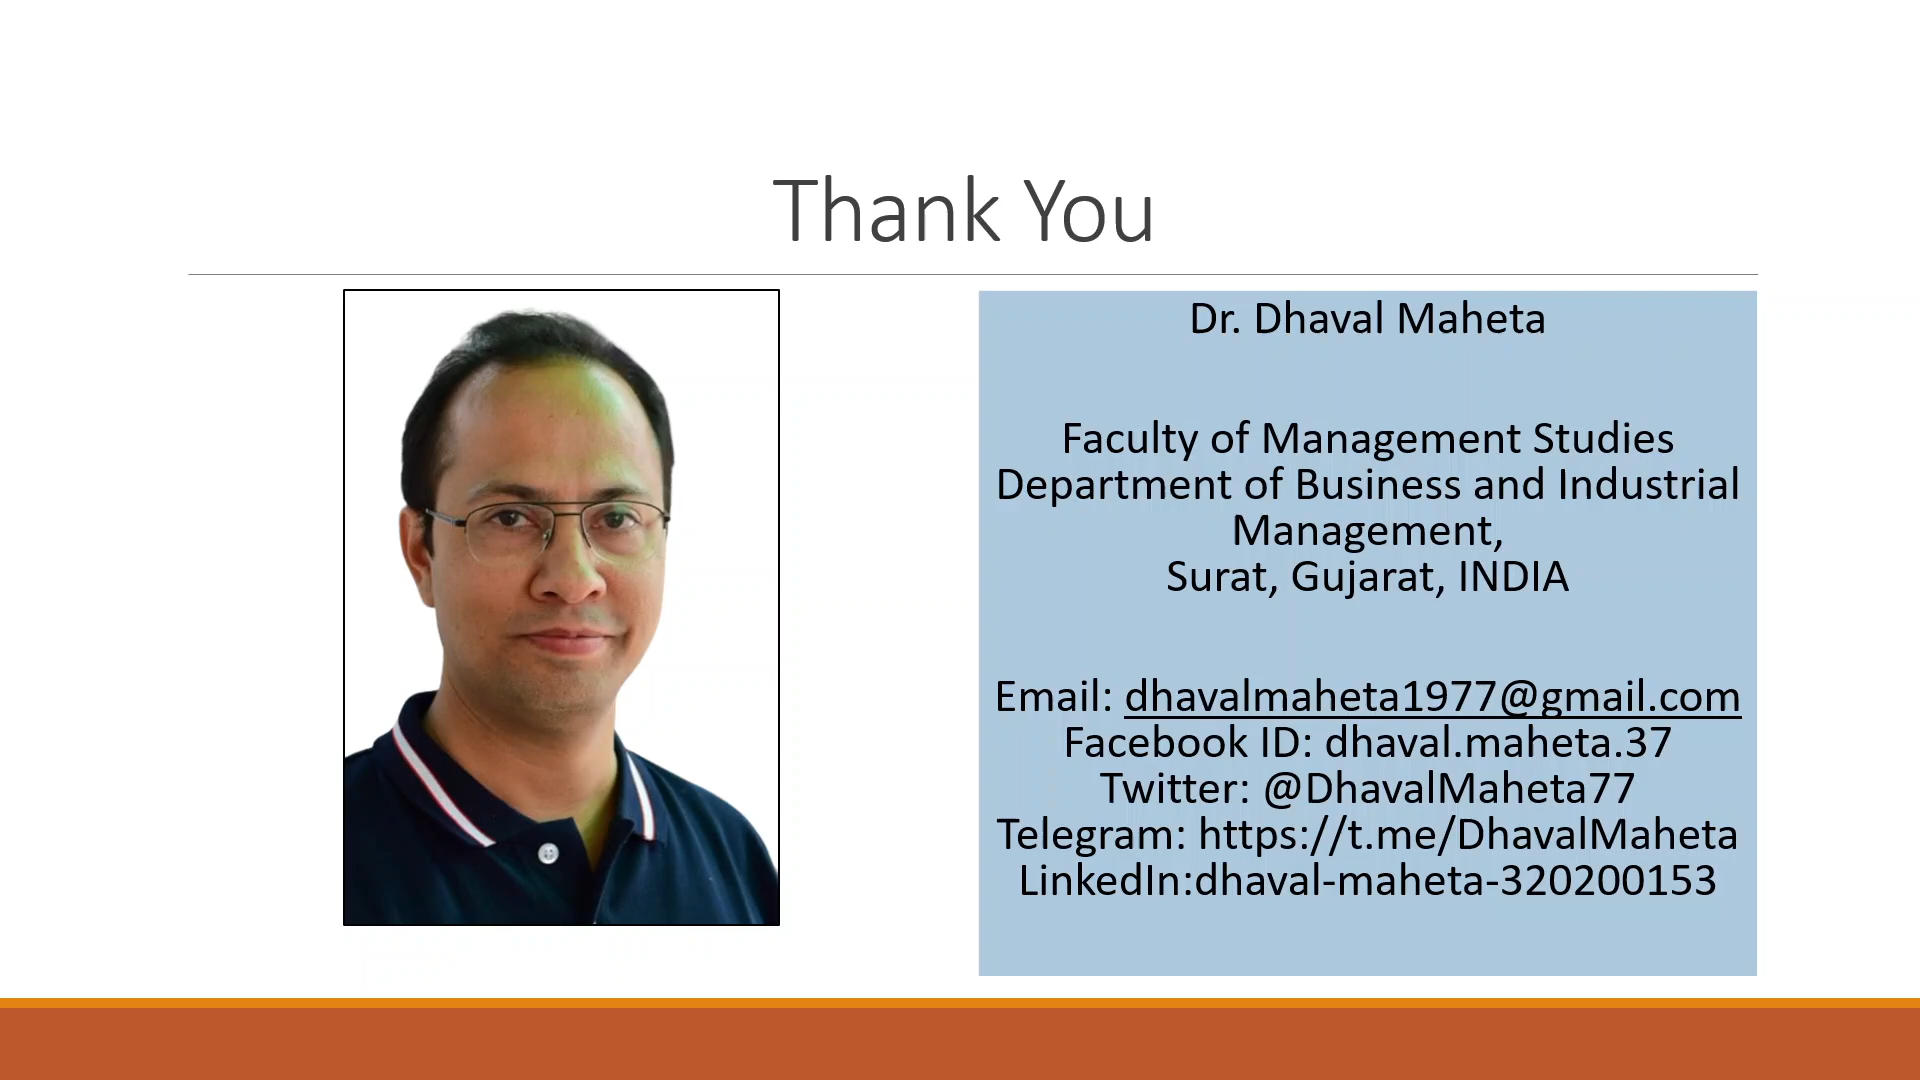 Thank You
Dr. Dhaval Maheta
Faculty of Management Studies
Department of Business and Industrial
Management,
Surat, Gujarat, INDIA
Email: dhavalmaheta1977@gmail.com
Facebook ID: dhaval.maheta.37
Twitter: @DhavalMaheta77
Telegram: https://t.me/DhavalMaheta
LinkedIn:dhaval-maheta-320200153